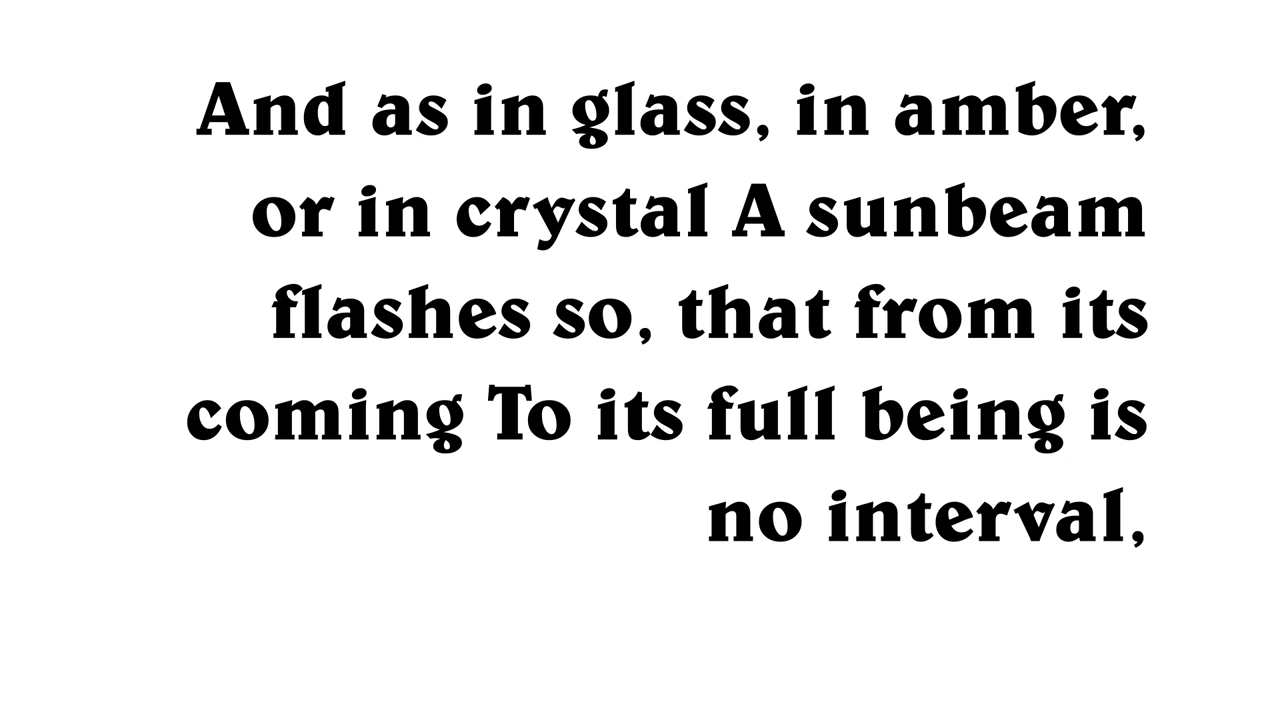 And as in glass, in amber,
or in crystal A sunbeam
flashes so, that from its
coming To its full being is
no interval,